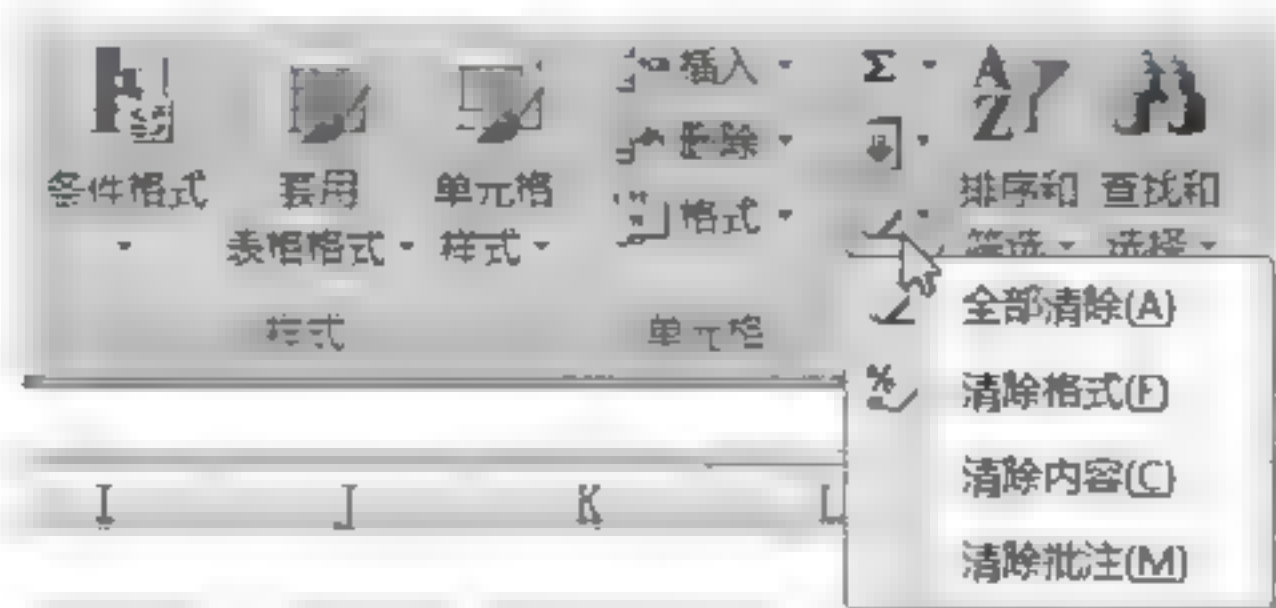 插入
Σ
A
Z
删除
条件格式
套用
表格格式
单元格
样式
格式
排序和
筛选
查找和
选择
样式
单元格
全部清除(A)
清除格式(F)
清除内容(C)
清除批注(M)
I J K L